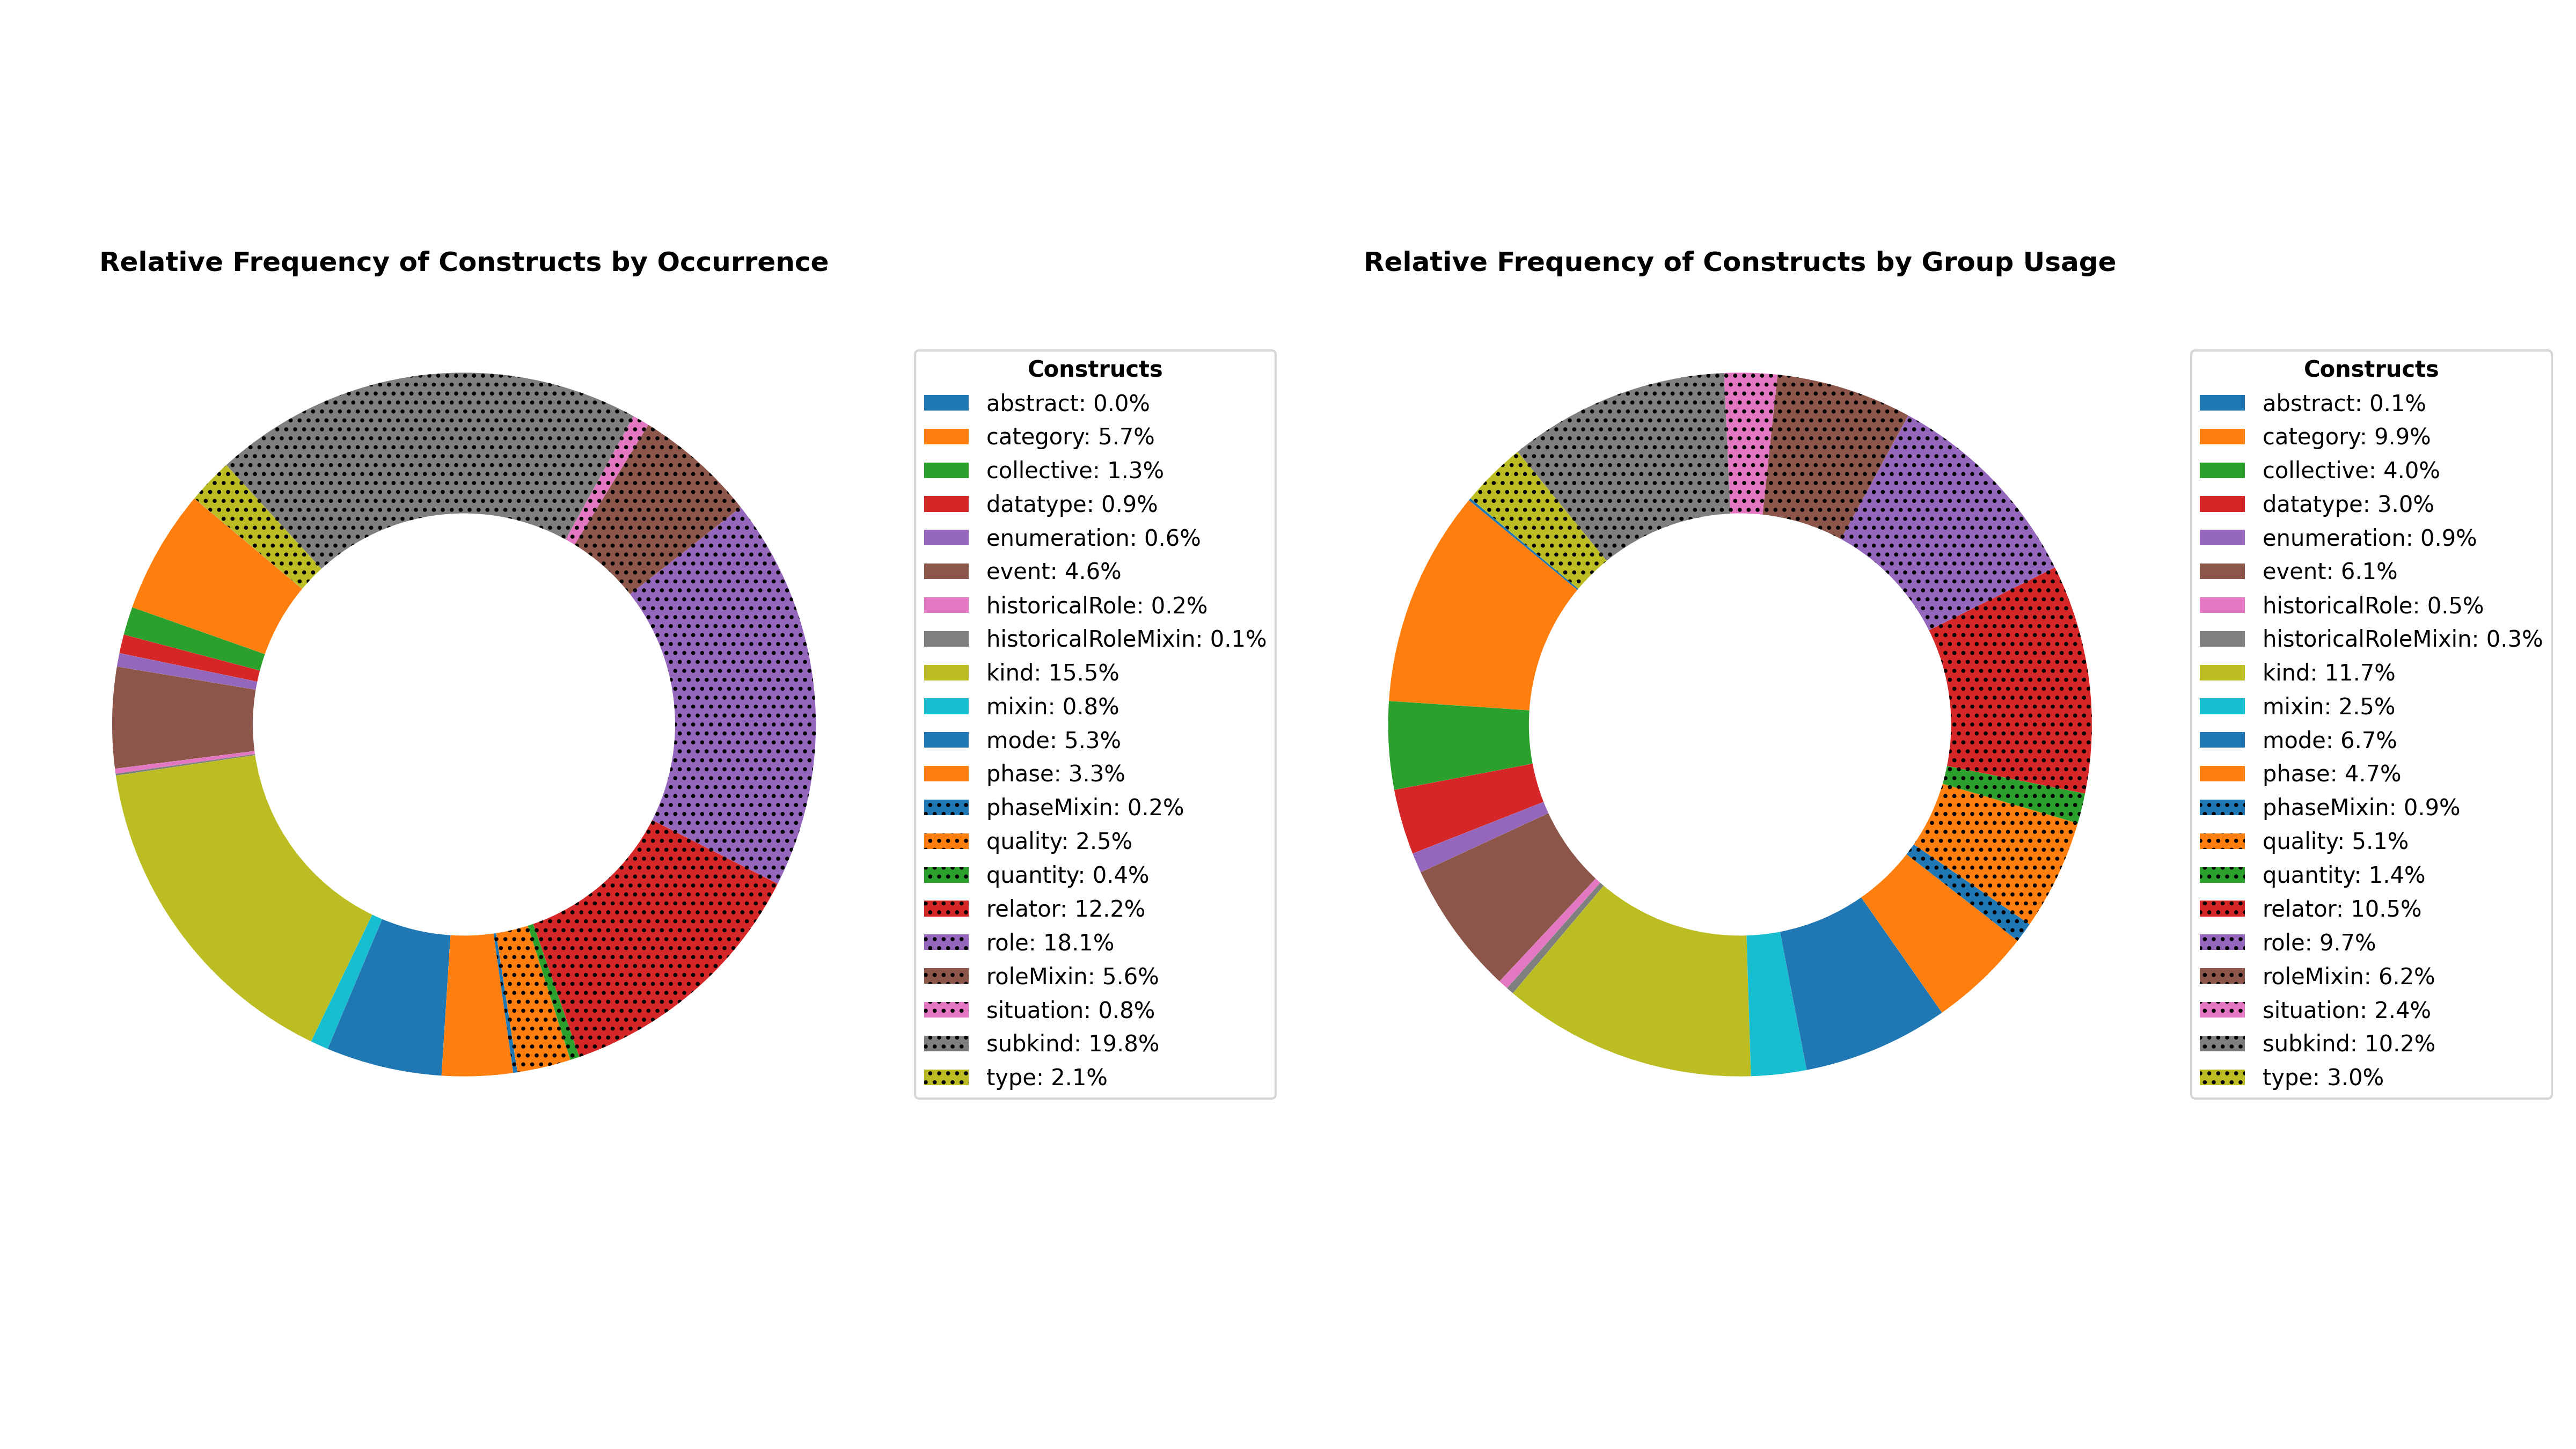 Relative Frequency of Constructs by Occurrence
Constructs
abstract: 0.0%
category: 5.7%
collective: 1.3%
datatype: 0.9%
enumeration: 0.6%
event: 4.6%
historicalRole: 0.2%
historicalRoleMixin: 0.1%
kind: 15.5%
mixin: 0.8%
mode: 5.3%
phase: 3.3%
phaseMixin: 0.2%
quality: 2.5%
quantity: 0.4%
relator: 12.2%
role: 18.1%
roleMixin: 5.6%
situation: 0.8%
subkind: 19.8%
type: 2.1%
Relative Frequency of Constructs by Group Usage
Constructs
abstract: 0.1%
category: 9.9%
collective: 4.0%
datatype: 3.0%
enumeration: 0.9%
event: 6.1%
historicalRole: 0.5%
historicalRoleMixin: 0.3%
kind: 11.7%
mixin: 2.5%
mode: 6.7%
phase: 4.7%
phaseMixin: 0.9%
quality: 5.1%
quantity: 1.4%
relator: 10.5%
role: 9.7%
roleMixin: 6.2%
situation: 2.4%
subkind: 10.2%
type: 3.0%